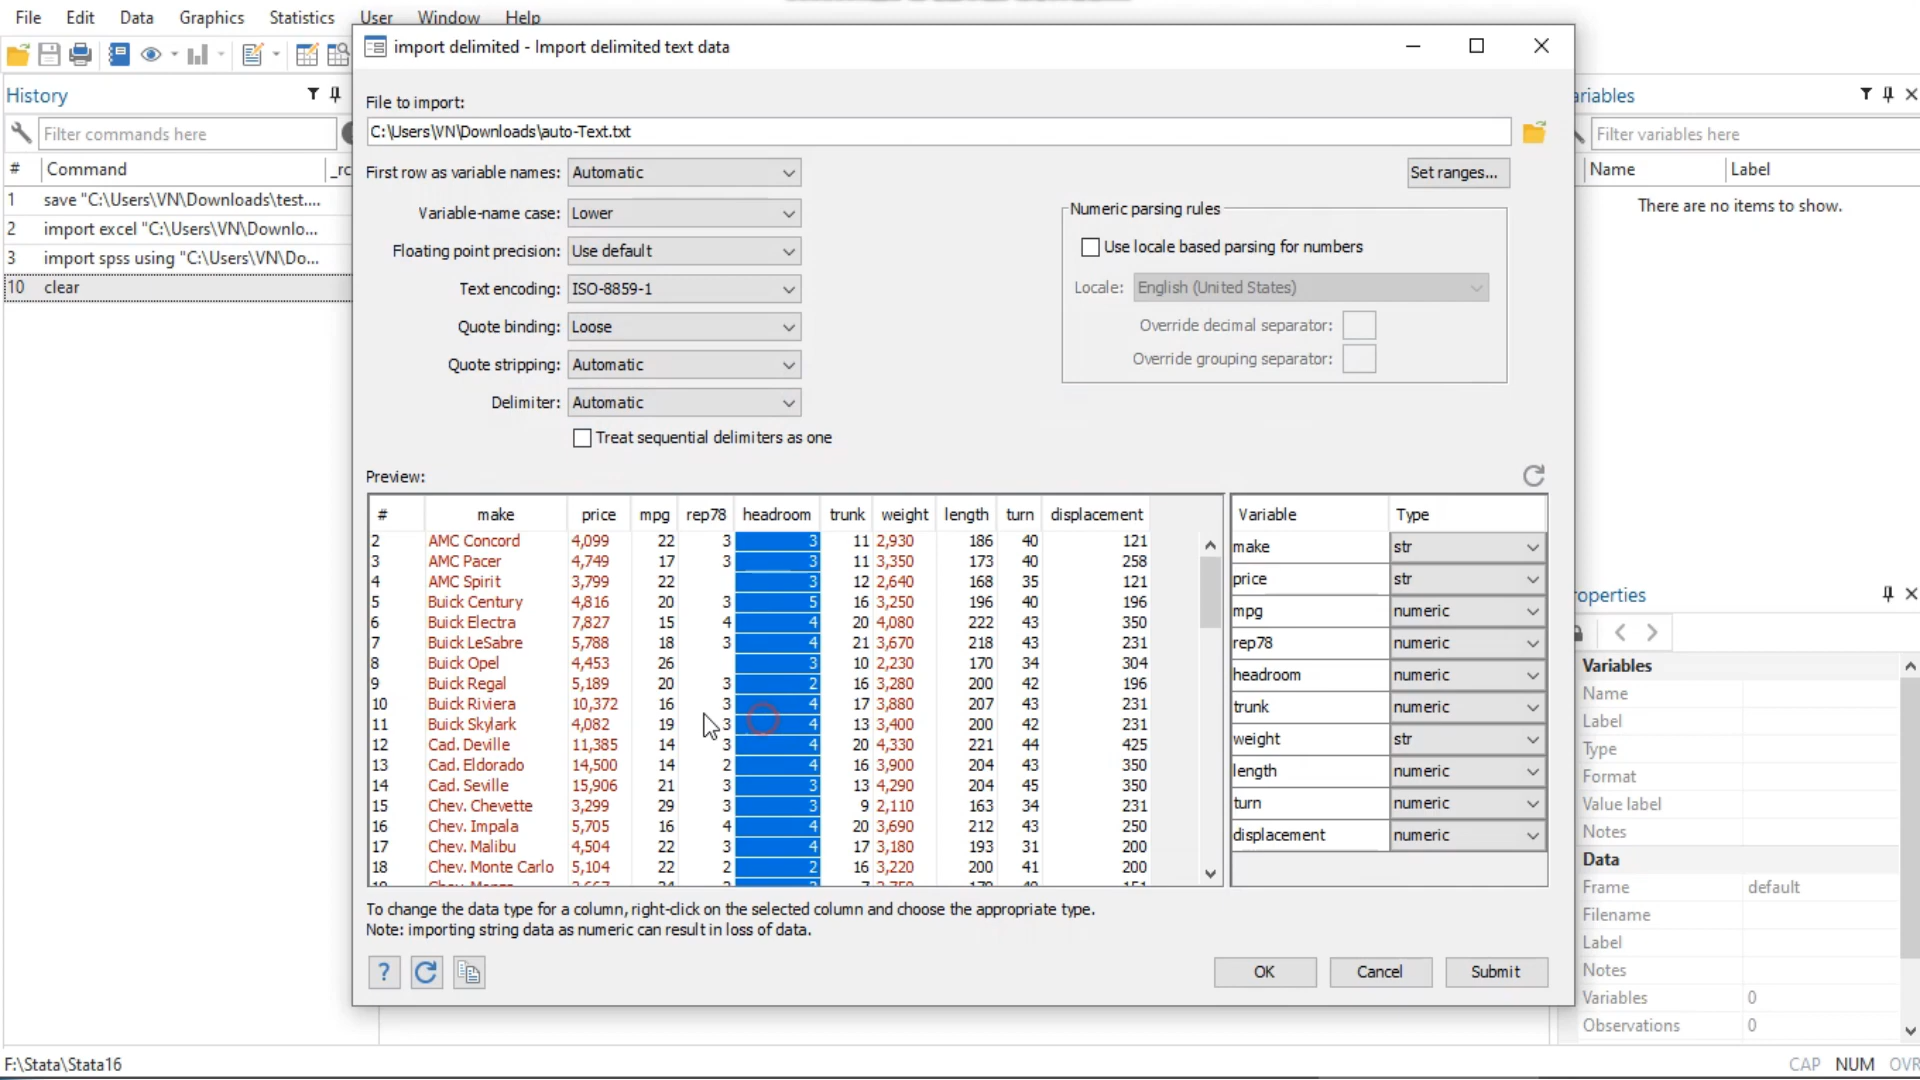 File Edit Data Graphics Statistics User Window Help
import delimited - Import delimited text data
History
Filter commands here
# Command _rc
1 save "C:\Users\VN\Downloads\test....
2 import excel "C:\Users\VN\Downlo...
3 import spss using "C:\Users\VN\Do...
10 clear
File to import:
C:\Users\VN\Downloads\auto-Text.txt
First row as variable names: Automatic
Set ranges...
Variable-name case: Lower
Floating point precision: Use default
Text encoding: ISO-8859-1
Quote binding: Loose
Quote stripping: Automatic
Delimiter: Automatic
Treat sequential delimiters as one
Numeric parsing rules
Use locale based parsing for numbers
Locale: English (United States)
Override decimal separator:
Override grouping separator:
Preview:
# make price mpg rep78 headroom trunk weight length turn displacement
2 AMC Concord 4,099 22 3 3 11 2,930 186 40 121
3 AMC Pacer 4,749 17 3 3 11 3,350 173 40 258
4 AMC Spirit 3,799 22 3 12 2,640 168 35 121
5 Buick Century 4,816 20 3 5 16 3,250 196 40 196
6 Buick Electra 7,827 15 4 4 20 4,080 222 43 350
7 Buick LeSabre 5,788 18 3 4 21 3,670 218 43 231
8 Buick Opel 4,453 26 3 10 2,230 170 34 304
9 Buick Regal 5,189 20 3 2 16 3,280 200 42 196
10 Buick Riviera 10,372 16 3 4 17 3,880 207 43 231
11 Buick Skylark 4,082 19 3 4 13 3,400 200 42 231
12 Cad. Deville 11,385 14 3 4 20 4,330 221 44 425
13 Cad. Eldorado 14,500 14 2 4 16 3,900 204 43 350
14 Cad. Seville 15,906 21 3 3 13 4,290 204 45 350
15 Chev. Chevette 3,299 29 3 3 9 2,110 163 34 231
16 Chev. Impala 5,705 16 4 4 20 3,690 212 43 250
17 Chev. Malibu 4,504 22 3 4 17 3,180 193 31 200
18 Chev. Monte Carlo 5,104 22 2 2 16 3,220 200 41 200
Variable Type
make str
price str
mpg numeric
rep78 numeric
headroom numeric
trunk numeric
weight str
length numeric
turn numeric
displacement numeric
To change the data type for a column, right-click on the selected column and choose the appropriate type.
Note: importing string data as numeric can result in loss of data.
?
OK Cancel Submit
ariables
Filter variables here
Name Label
There are no items to show.
roperties
Variables
Name
Label
Type
Format
Value label
Notes
Data
Frame default
Filename
Label
Notes
Variables 0
Observations 0
F:\Stata\Stata16
CAP NUM OVR